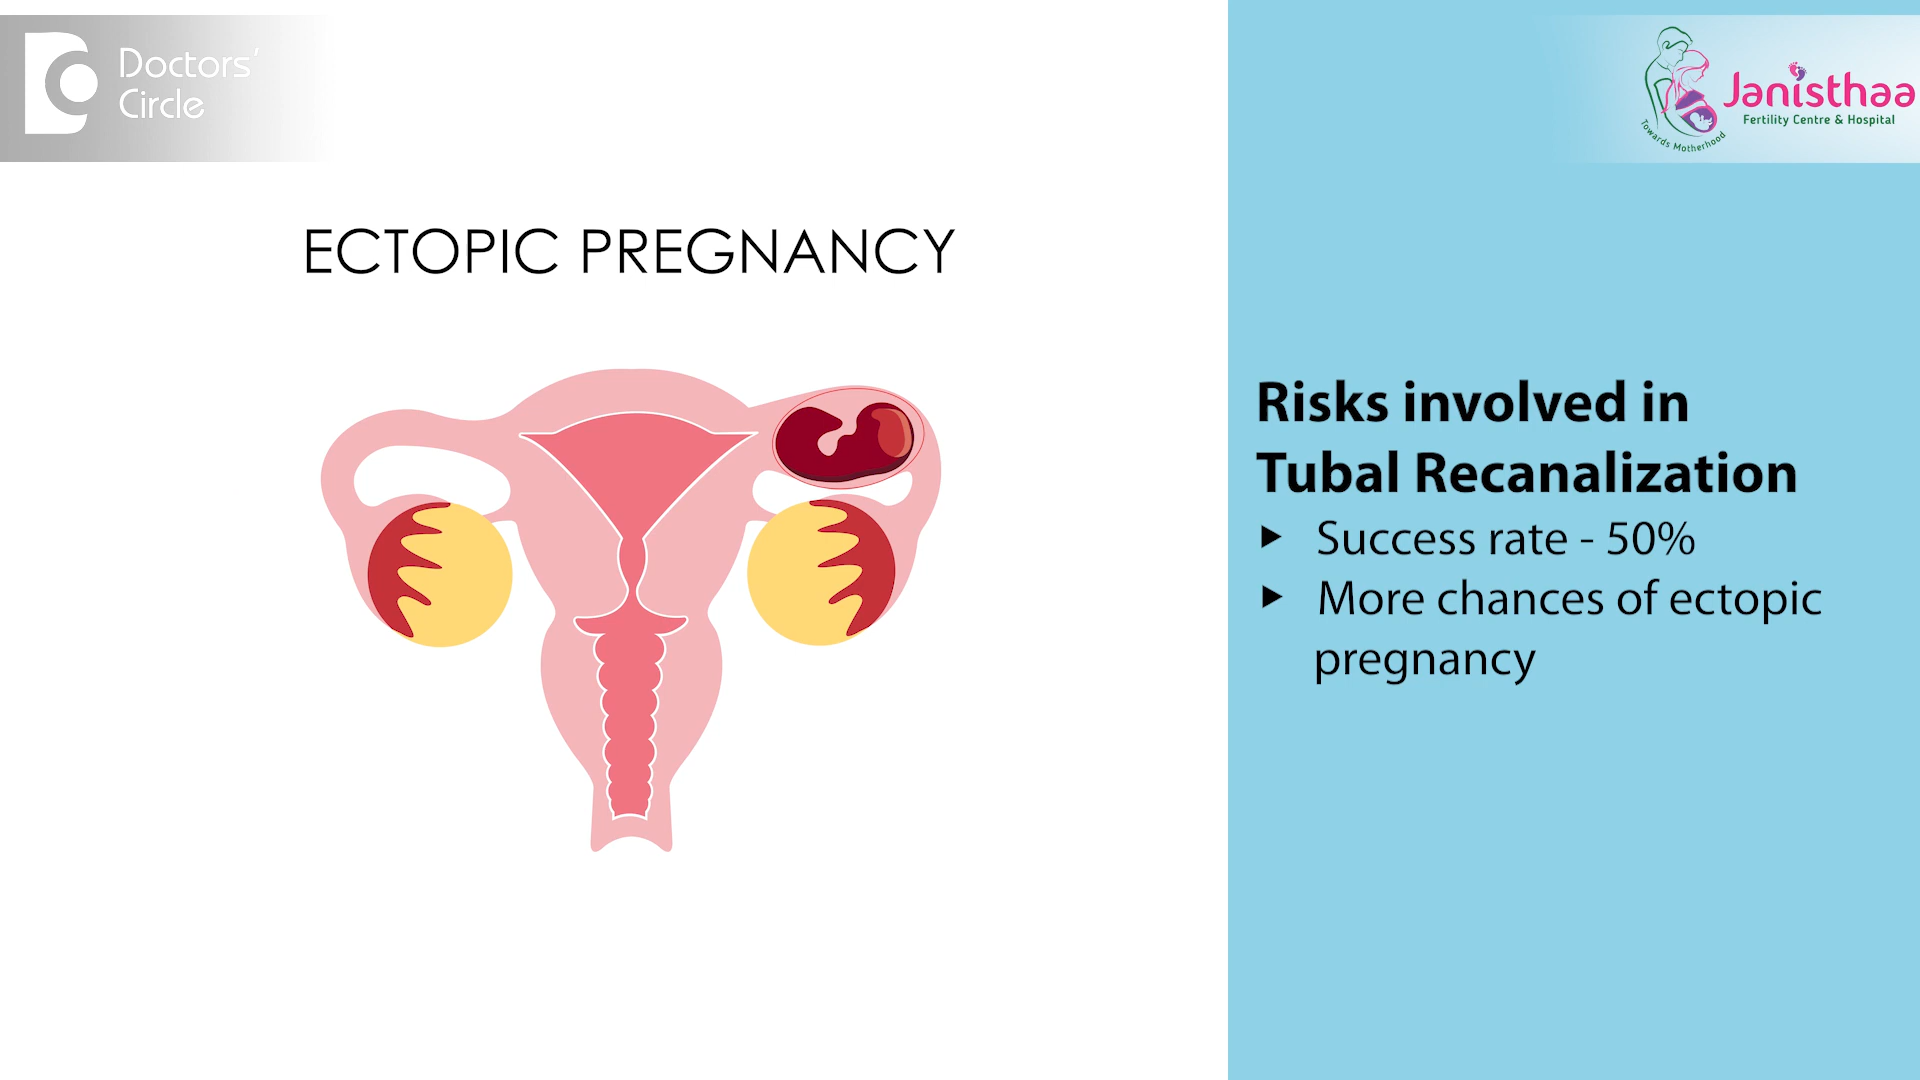 Doctors'
Circle
Janisthaa
Fertility Centre & Hospital
Towards Motherhood
ECTOPIC PREGNANCY
Risks involved in
Tubal Recanalization
▶ Success rate - 50%
▶ More chances of ectopic
pregnancy